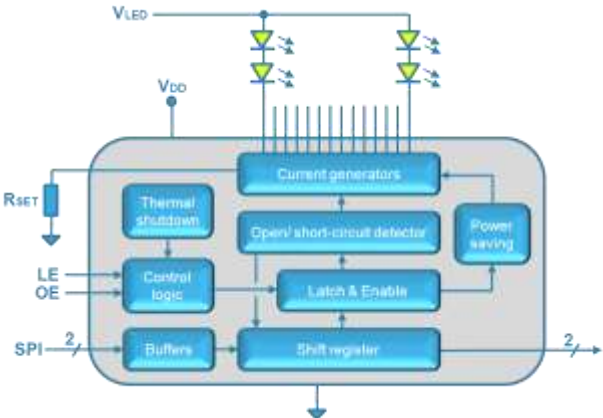 VLED
VDD
Current generators
RSET
Thermal
shutdown
Open/ short-circuit detector
Power
saving
LE
OE
Control
logic
Latch & Enable
SPI
2
Buffers
Shift register
2